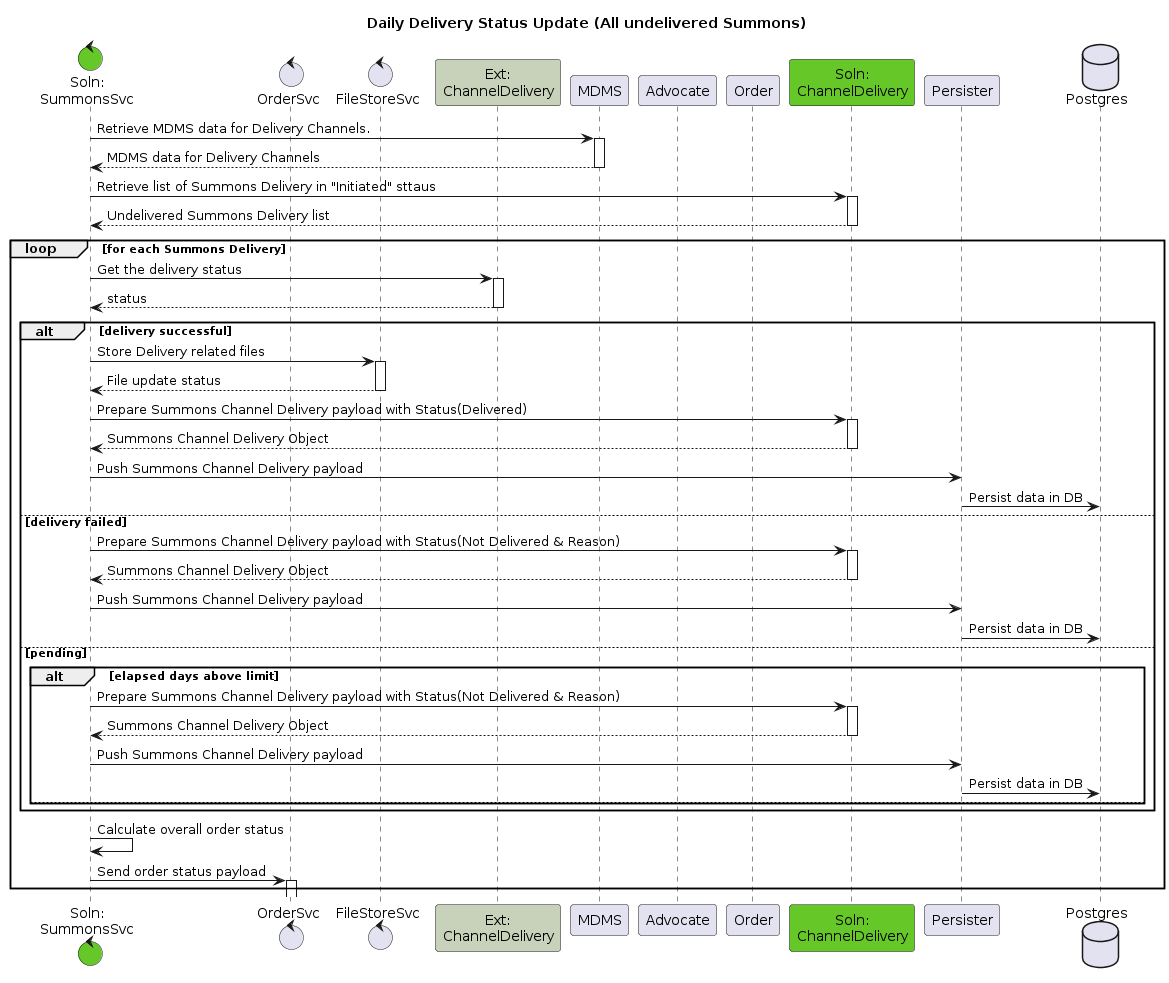 Daily Delivery Status Update (All undelivered Summons)
Soln:
SummonsSvc
OrderSvc
FileStoreSvc
Ext:
ChannelDelivery
MDMS
Advocate
Order
Soln:
ChannelDelivery
Persister
Postgres
Retrieve MDMS data for Delivery Channels.
MDMS data for Delivery Channels
Retrieve list of Summons Delivery in "Initiated" sttaus
Undelivered Summons Delivery list
loop [for each Summons Delivery]
Get the delivery status
status
alt [delivery successful]
Store Delivery related files
File update status
Prepare Summons Channel Delivery payload with Status(Delivered)
Summons Channel Delivery Object
Push Summons Channel Delivery payload
Persist data in DB
[delivery failed]
Prepare Summons Channel Delivery payload with Status(Not Delivered & Reason)
Summons Channel Delivery Object
Push Summons Channel Delivery payload
Persist data in DB
[pending]
alt [elapsed days above limit]
Prepare Summons Channel Delivery payload with Status(Not Delivered & Reason)
Summons Channel Delivery Object
Push Summons Channel Delivery payload
Persist data in DB
Calculate overall order status
Send order status payload
Soln:
SummonsSvc
OrderSvc
FileStoreSvc
Ext:
ChannelDelivery
MDMS
Advocate
Order
Soln:
ChannelDelivery
Persister
Postgres